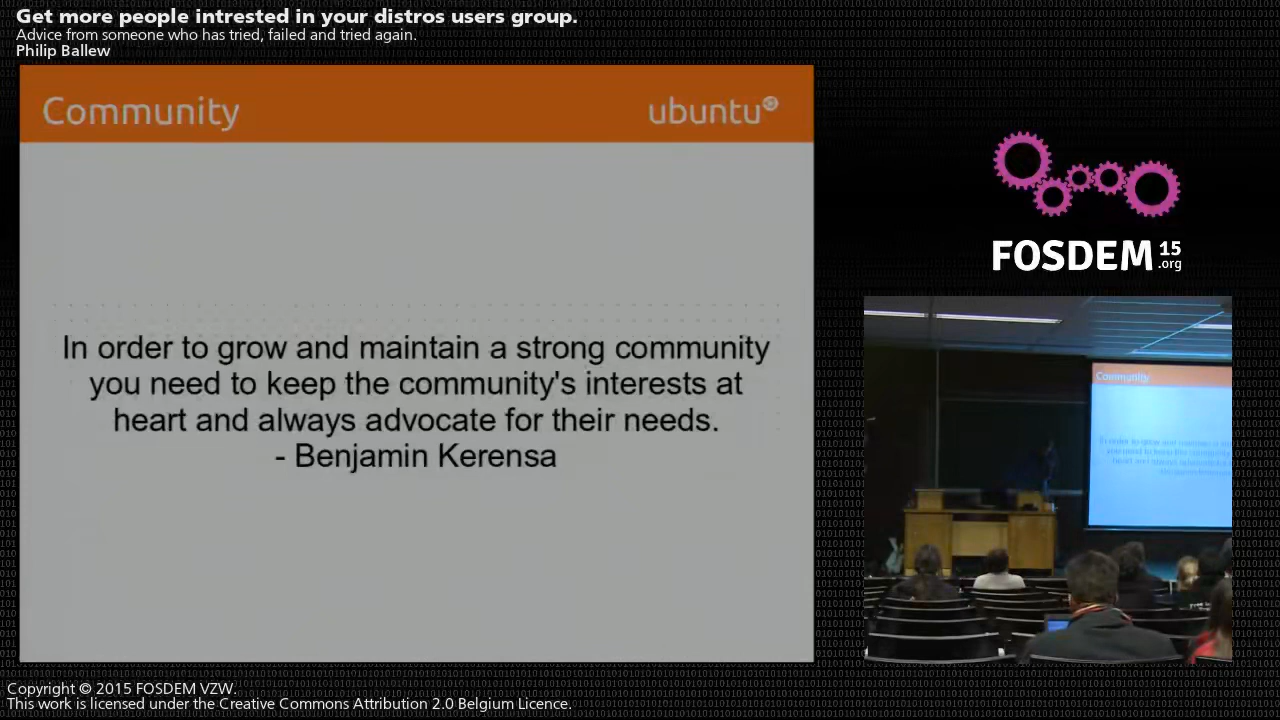 Get more people intrested in your distros users group.
Advice from someone who has tried, failed and tried again.
Philip Ballew
Community
ubuntu®
In order to grow and maintain a strong community
you need to keep the community's interests at
heart and always advocate for their needs.
- Benjamin Kerensa
FOSDEM 15
.org
Community
Copyright © 2015 FOSDEM VZW.
This work is licensed under the Creative Commons Attribution 2.0 Belgium Licence.